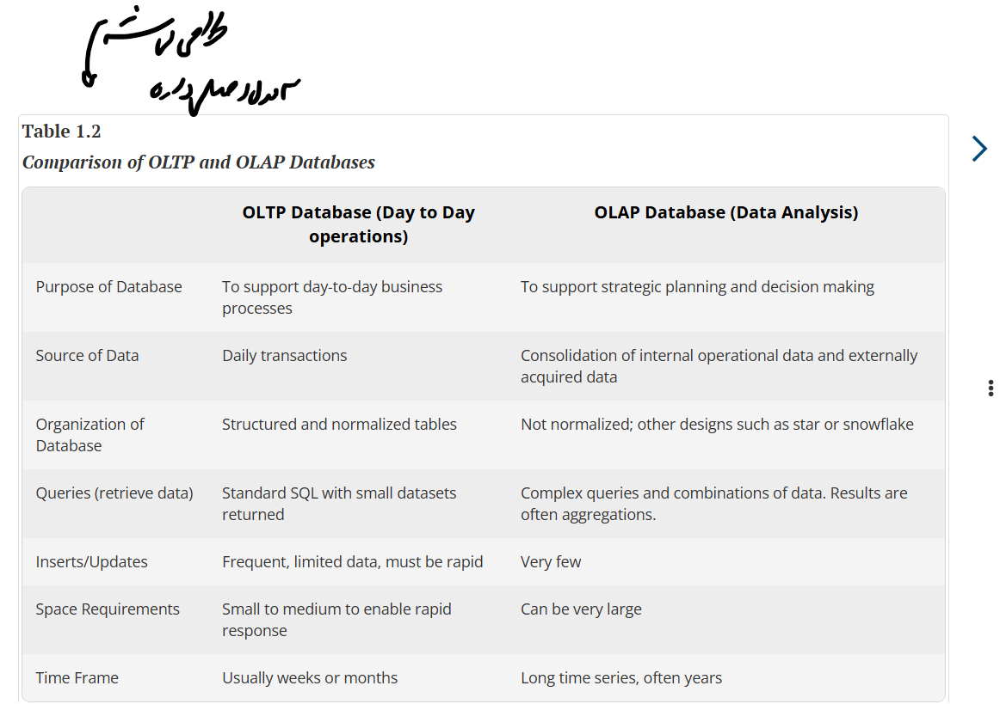 Table 1.2
Comparison of OLTP and OLAP Databases
OLTP Database (Day to Day operations) OLAP Database (Data Analysis)
Purpose of Database To support day-to-day business processes To support strategic planning and decision making
Source of Data Daily transactions Consolidation of internal operational data and externally acquired data
Organization of Database Structured and normalized tables Not normalized; other designs such as star or snowflake
Queries (retrieve data) Standard SQL with small datasets returned Complex queries and combinations of data. Results are often aggregations.
Inserts/Updates Frequent, limited data, must be rapid Very few
Space Requirements Small to medium to enable rapid response Can be very large
Time Frame Usually weeks or months Long time series, often years